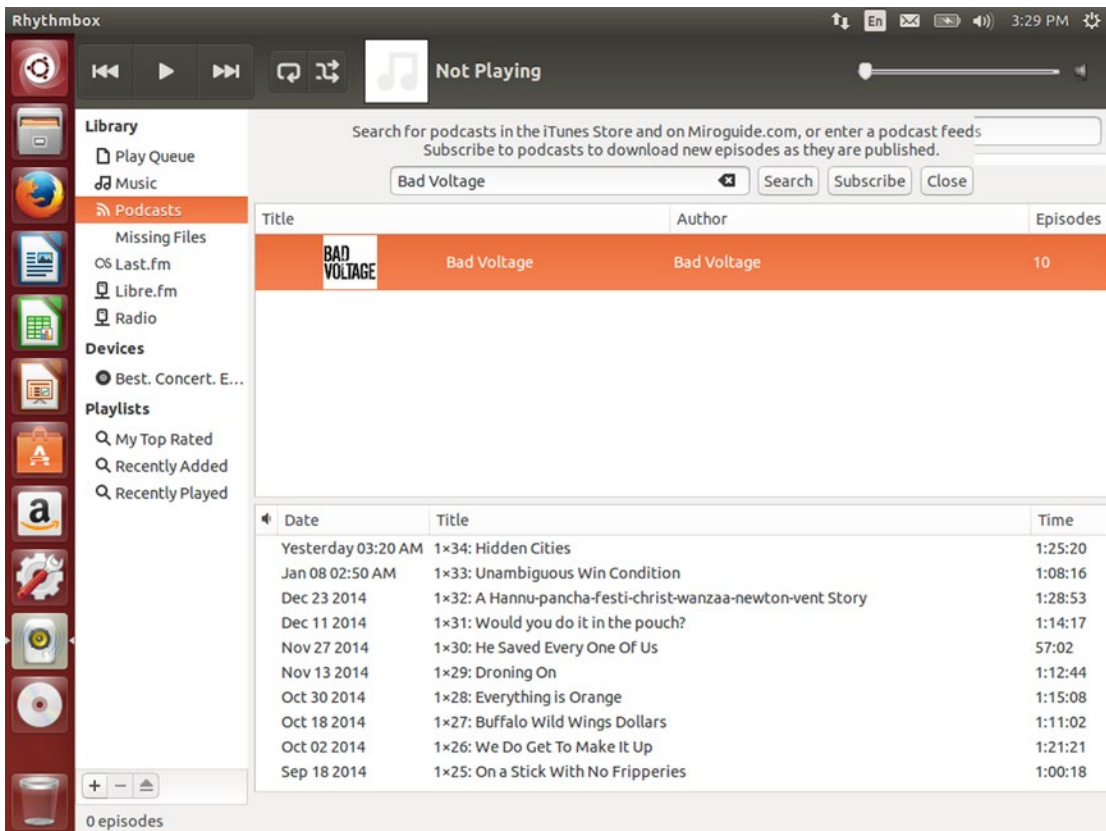 Rhythmbox
En
3:29 PM
Not Playing
Library
Play Queue
Music
Podcasts
Missing Files
Last.fm
Libre.fm
Radio
Devices
Best. Concert. E...
Playlists
My Top Rated
Recently Added
Recently Played
0 episodes
Search for podcasts in the iTunes Store and on Miroguide.com, or enter a podcast feeds
Subscribe to podcasts to download new episodes as they are published.
Bad Voltage Search Subscribe Close
Title Author Episodes
BAD
VOLTAGE
Bad Voltage Bad Voltage 10
Date Title Time
Yesterday 03:20 AM 1×34: Hidden Cities 1:25:20
Jan 08 02:50 AM 1×33: Unambiguous Win Condition 1:08:16
Dec 23 2014 1×32: A Hannu-pancha-festi-christ-wanzaa-newton-vent Story 1:28:53
Dec 11 2014 1×31: Would you do it in the pouch? 1:14:17
Nov 27 2014 1×30: He Saved Every One Of Us 57:02
Nov 13 2014 1×29: Droning On 1:12:44
Oct 30 2014 1×28: Everything is Orange 1:15:08
Oct 18 2014 1×27: Buffalo Wild Wings Dollars 1:11:02
Oct 02 2014 1×26: We Do Get To Make It Up 1:21:21
Sep 18 2014 1×25: On a Stick With No Fripperies 1:00:18